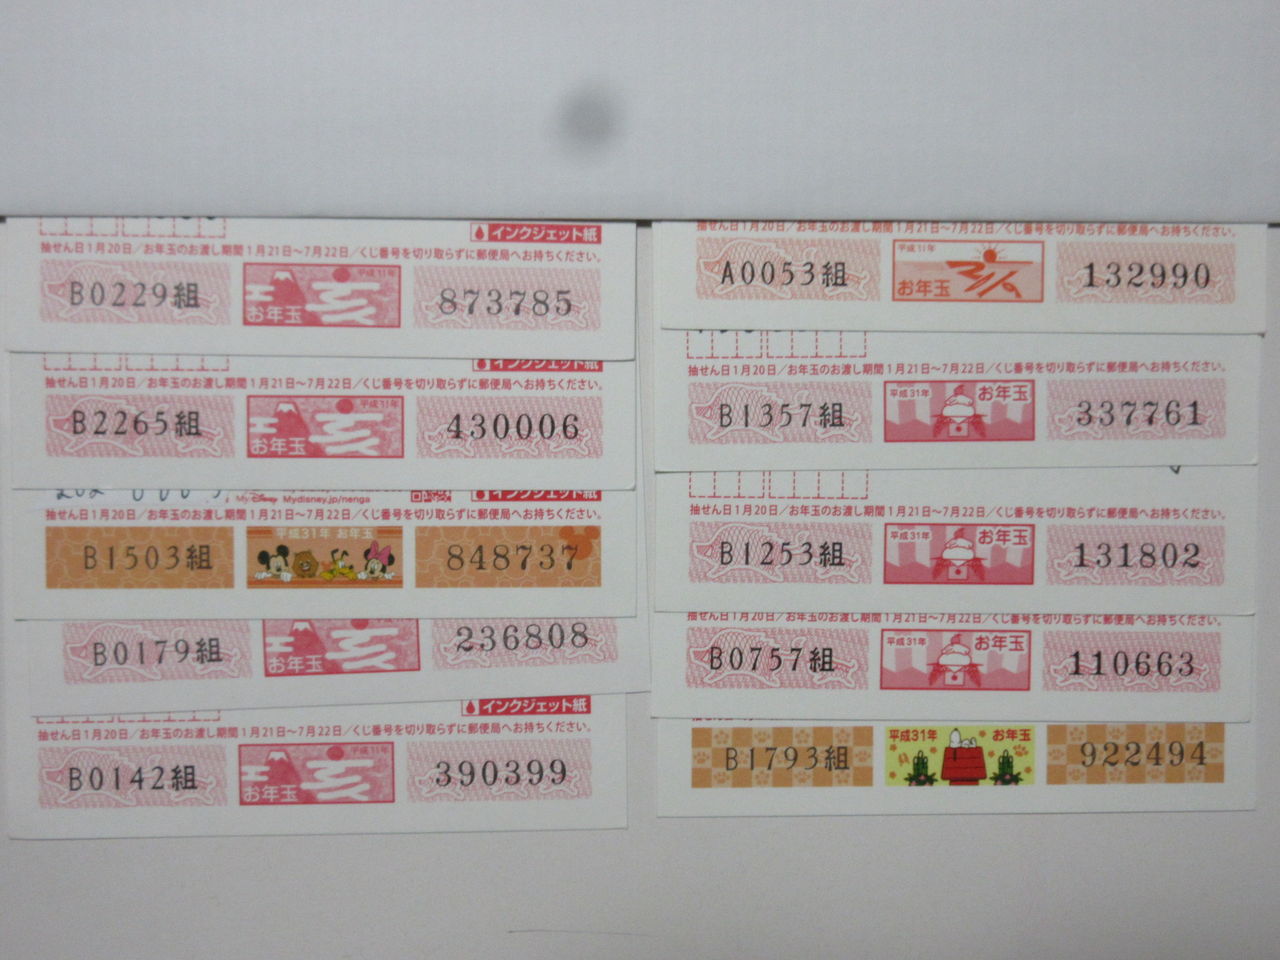 インクジェット紙
抽せん日1月20日／お年玉のお渡し期間1月21日～7月22日／くじ番号を切り取らずに郵便局へお持ちください。
B0229組 平成31年 お年玉 873785
インクジェット紙
抽せん日1月20日／お年玉のお渡し期間1月21日～7月22日／くじ番号を切り取らずに郵便局へお持ちください。
B2265組 平成31年 お年玉 430006
My Disney Mydisney.jp/nenga インクジェット紙
抽せん日1月20日／お年玉のお渡し期間1月21日～7月22日／くじ番号を切り取らずに郵便局へお持ちください。
B1503組 平成31年 お年玉 848737
B0179組 お年玉 236808
インクジェット紙
抽せん日1月20日／お年玉のお渡し期間1月21日～7月22日／くじ番号を切り取らずに郵便局へお持ちください。
B0142組 平成31年 お年玉 390399
抽せん日1月20日／お年玉のお渡し期間1月21日～7月22日／くじ番号を切り取らずに郵便局へお持ちください。
A0053組 平成31年 お年玉 132990
抽せん日1月20日／お年玉のお渡し期間1月21日～7月22日／くじ番号を切り取らずに郵便局へお持ちください。
B1357組 平成31年 お年玉 337761
抽せん日1月20日／お年玉のお渡し期間1月21日～7月22日／くじ番号を切り取らずに郵便局へお持ちください。
B1253組 平成31年 お年玉 131802
抽せん日1月20日／お年玉のお渡し期間1月21日～7月22日／くじ番号を切り取らずに郵便局へお持ちください。
B0757組 平成31年 お年玉 110663
B1793組 平成31年 お年玉 922494